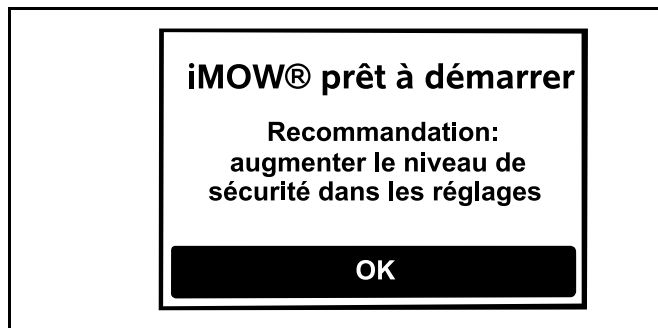 iMOW® prêt à démarrer
Recommandation:
augmenter le niveau de
sécurité dans les réglages
OK